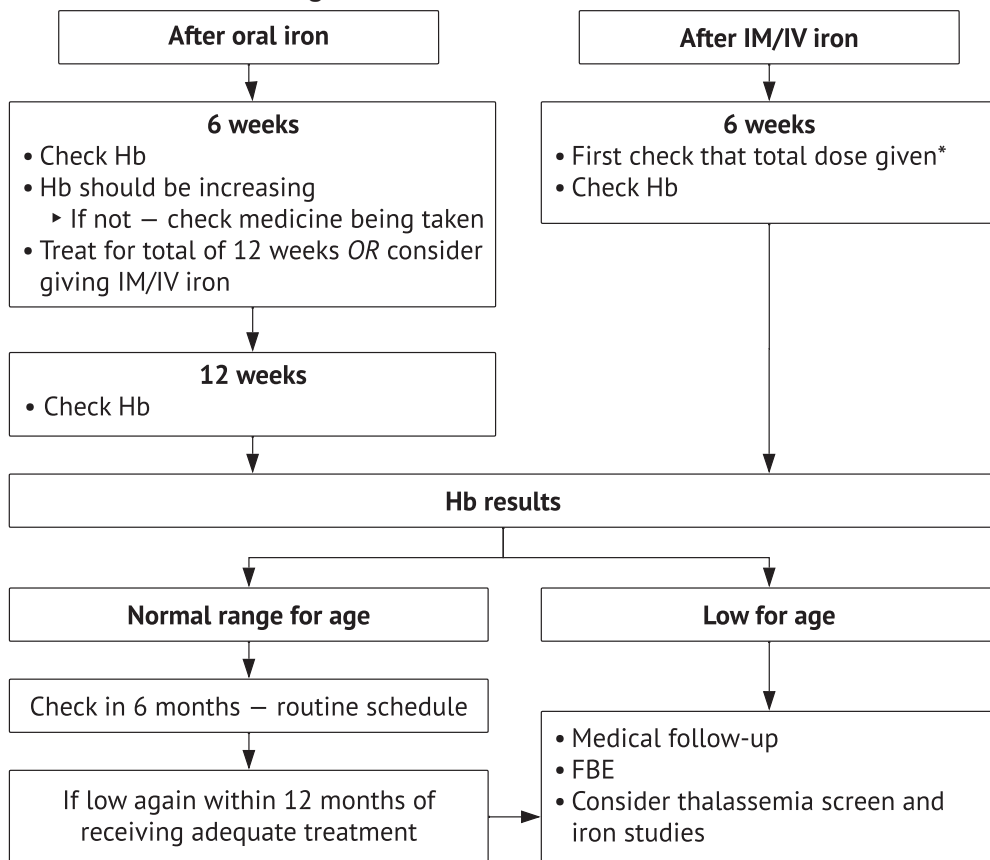 After oral iron
6 weeks
• Check Hb
• Hb should be increasing
‣ If not — check medicine being taken
• Treat for total of 12 weeks OR consider
giving IM/IV iron
12 weeks
• Check Hb
After IM/IV iron
6 weeks
• First check that total dose given*
• Check Hb
Hb results
Normal range for age
Check in 6 months — routine schedule
If low again within 12 months of
receiving adequate treatment
Low for age
• Medical follow-up
• FBE
• Consider thalassemia screen and
iron studies